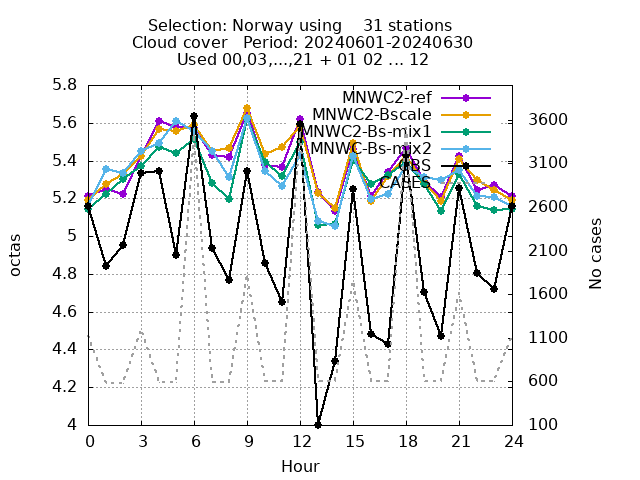 Selection: Norway using 31 stations
Cloud cover Period: 20240601-20240630
Used 00,03,...,21 + 01 02 ... 12
MNWC2-ref
MNWC2-Bscale
MNWC2-Bs-mix1
MNWC-Bs-mix2
OBS
CASES
5.8
5.6
5.4
5.2
5
4.8
4.6
4.4
4.2
4
3600
3100
2600
2100
1600
1100
600
100
octas
No cases
0 3 6 9 12 15 18 21 24
Hour